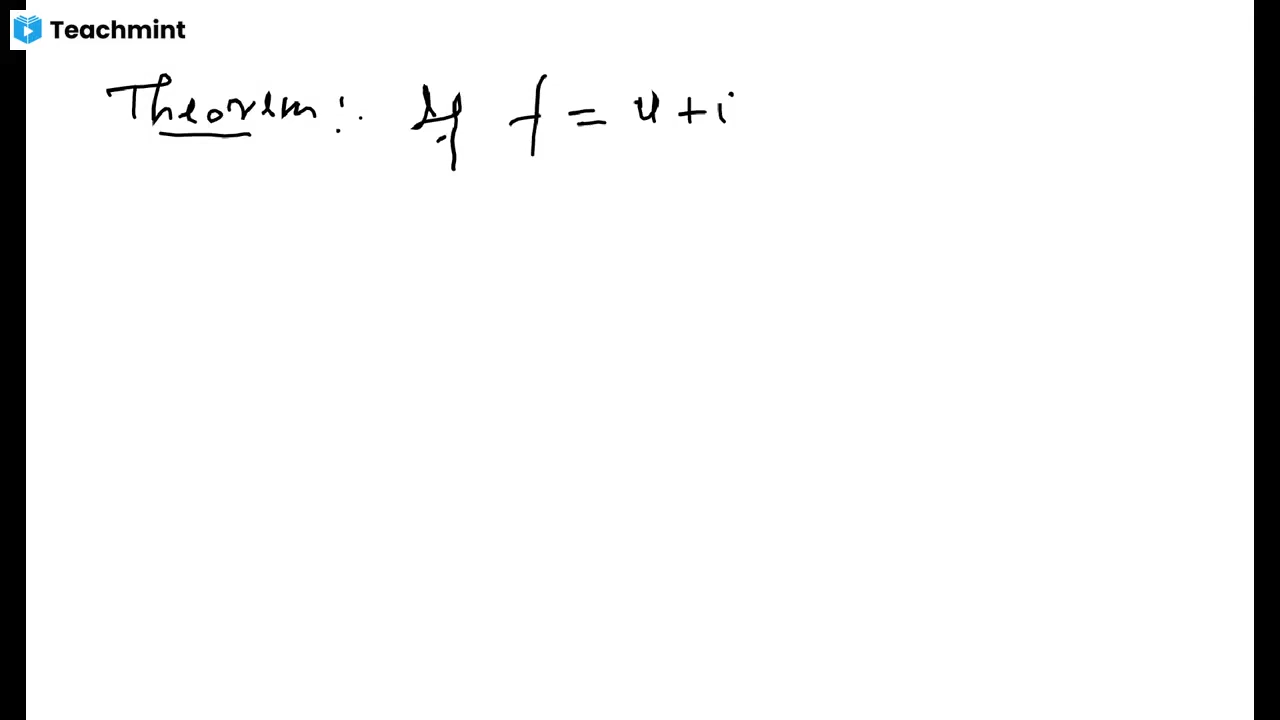 Teachmint
Theorem :. If f = u + i